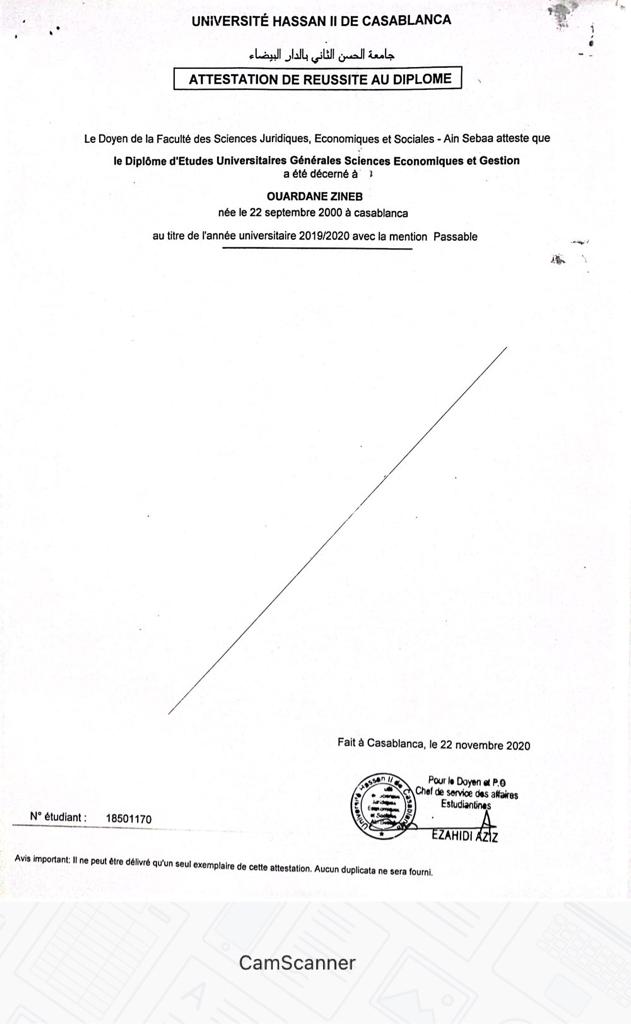 UNIVERSITÉ HASSAN II DE CASABLANCA
جامعة الحسن الثاني بالدار البيضاء
ATTESTATION DE REUSSITE AU DIPLOME
Le Doyen de la Faculté des Sciences Juridiques, Economiques et Sociales - Ain Sebaa atteste que
le Diplôme d'Etudes Universitaires Générales Sciences Economiques et Gestion
a été décerné à
OUARDANE ZINEB
née le 22 septembre 2000 à casablanca
au titre de l'année universitaire 2019/2020 avec la mention Passable
Fait à Casablanca, le 22 novembre 2020
Pour le Doyen et P.O
Chef de service des affaires
Estudiantines
EZAHIDI AZIZ
Université Hassan II de Casablanca
N° étudiant : 18501170
Avis important: Il ne peut être délivré qu'un seul exemplaire de cette attestation. Aucun duplicata ne sera fourni.
CamScanner